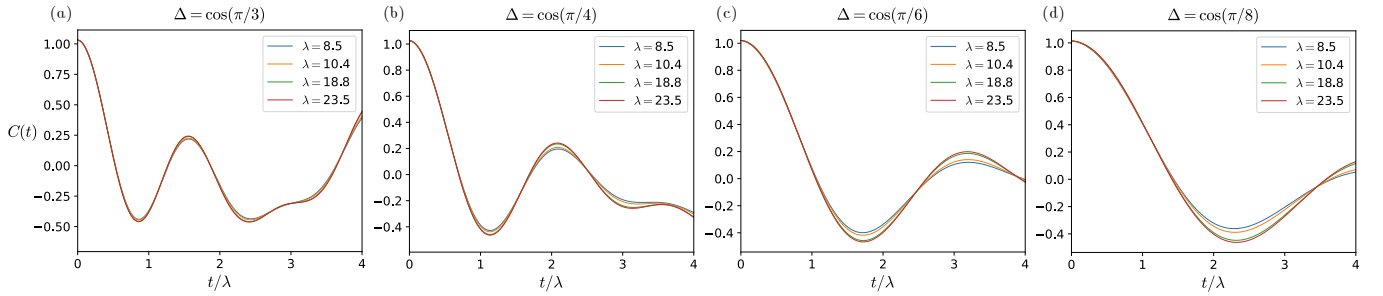 (a) Δ = cos(π/3)
C(t)
1.00
0.75
0.50
0.25
0.00
−0.25
−0.50
λ = 8.5
λ = 10.4
λ = 18.8
λ = 23.5
0 1 2 3 4
t/λ
(b) Δ = cos(π/4)
1.0
0.8
0.6
0.4
0.2
0.0
−0.2
−0.4
λ = 8.5
λ = 10.4
λ = 18.8
λ = 23.5
0 1 2 3 4
t/λ
(c) Δ = cos(π/6)
1.0
0.8
0.6
0.4
0.2
0.0
−0.2
−0.4
λ = 8.5
λ = 10.4
λ = 18.8
λ = 23.5
0 1 2 3 4
t/λ
(d) Δ = cos(π/8)
1.0
0.8
0.6
0.4
0.2
0.0
−0.2
−0.4
λ = 8.5
λ = 10.4
λ = 18.8
λ = 23.5
0 1 2 3 4
t/λ